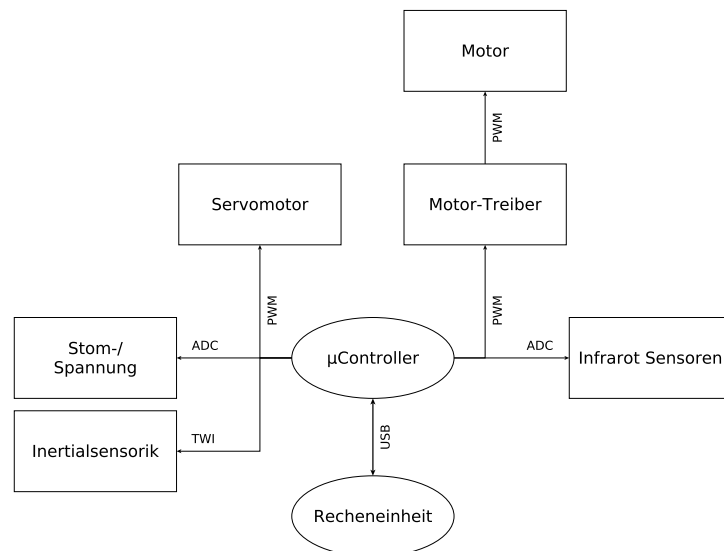 Motor
PWM
Servomotor
Motor-Treiber
PWM
PWM
Stom-/
Spannung
ADC
µController
ADC
Infrarot Sensoren
Inertialsensorik
TWI
USB
Recheneinheit